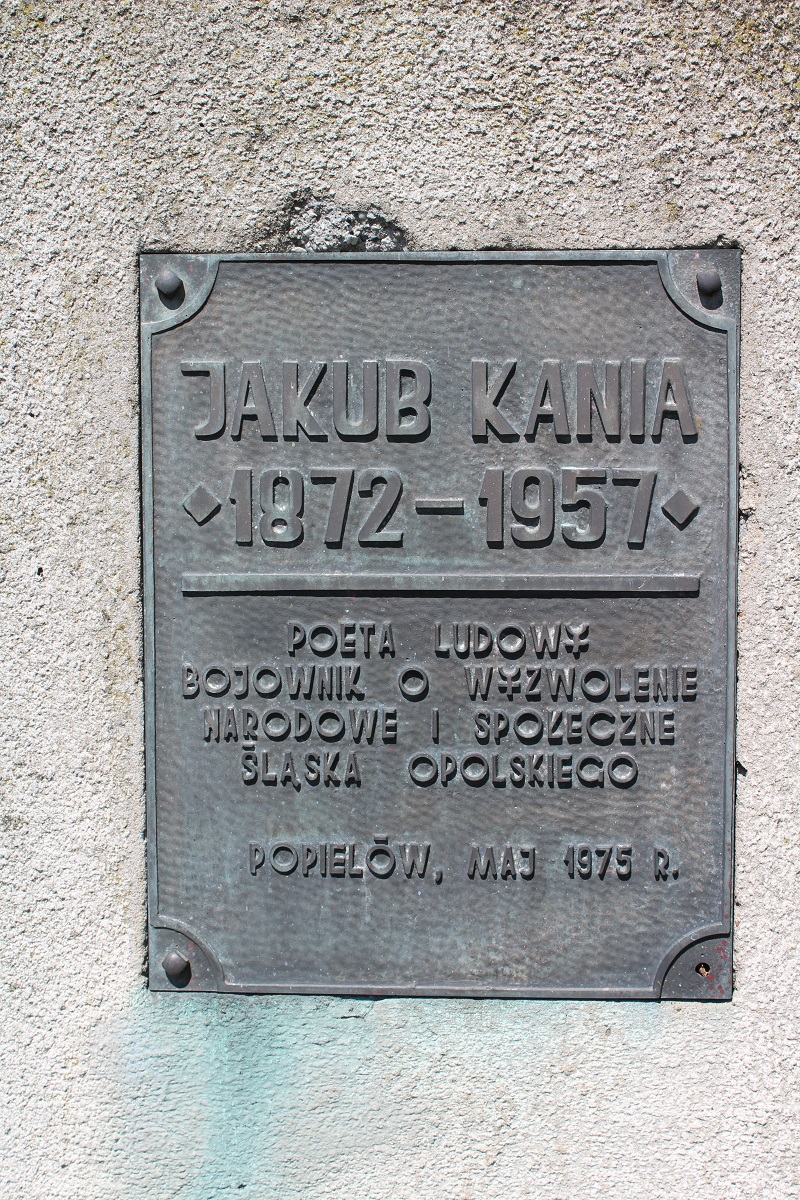 JAKUB KANIA
1872-1957
POETA LUDOWY
BOJOWNIK O WYZWOLENIE
NARODOWE I SPOŁECZNE
ŚLĄSKA OPOLSKIEGO
POPIELÓW, MAJ 1975 R.